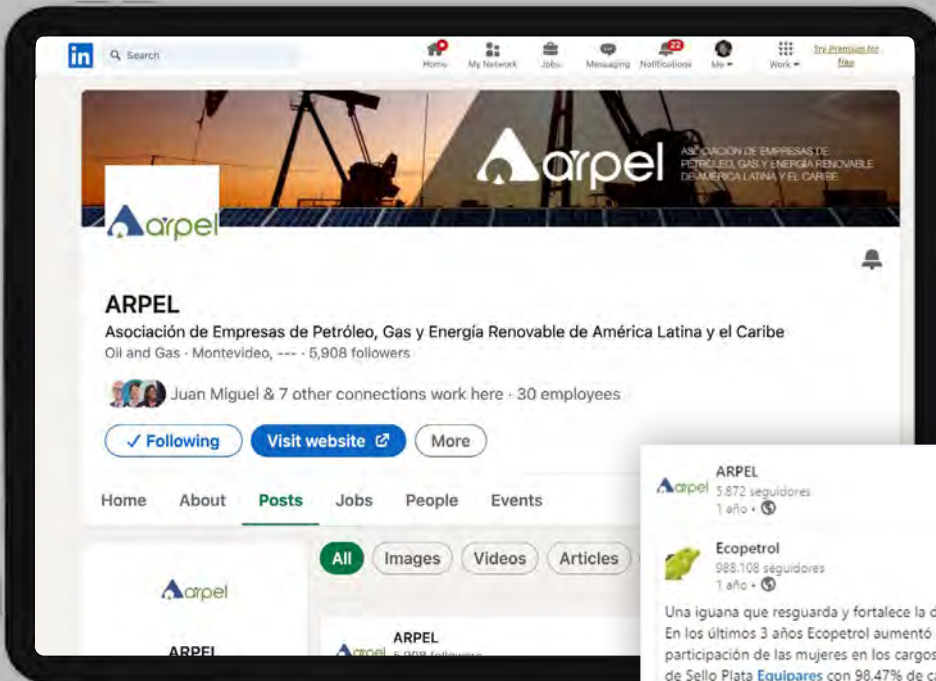 in
Search
Home
My Network
Jobs
Messaging
22
Notifications
Me
Work
Try Premium for
free
arpel
ASOCIACIÓN DE EMPRESAS DE
PETRÓLEO, GAS Y ENERGÍA RENOVABLE
DE AMÉRICA LATINA Y EL CARIBE
arpel
ARPEL
Asociación de Empresas de Petróleo, Gas y Energía Renovable de América Latina y el Caribe
Oil and Gas · Montevideo, --- · 5,908 followers
Juan Miguel & 7 other connections work here · 30 employees
✓ Following
Visit website
More
Home About Posts Jobs People Events
All Images Videos Articles
arpel
ARPEL
arpel
ARPEL
5,908 followers
arpel
ARPEL
5.872 seguidores
1 año •
Ecopetrol
988.108 seguidores
1 año •
Una iguana que resguarda y fortalece la d
En los últimos 3 años Ecopetrol aumentó
participación de las mujeres en los cargos
de Sello Plata Equipares con 98.47% de ca